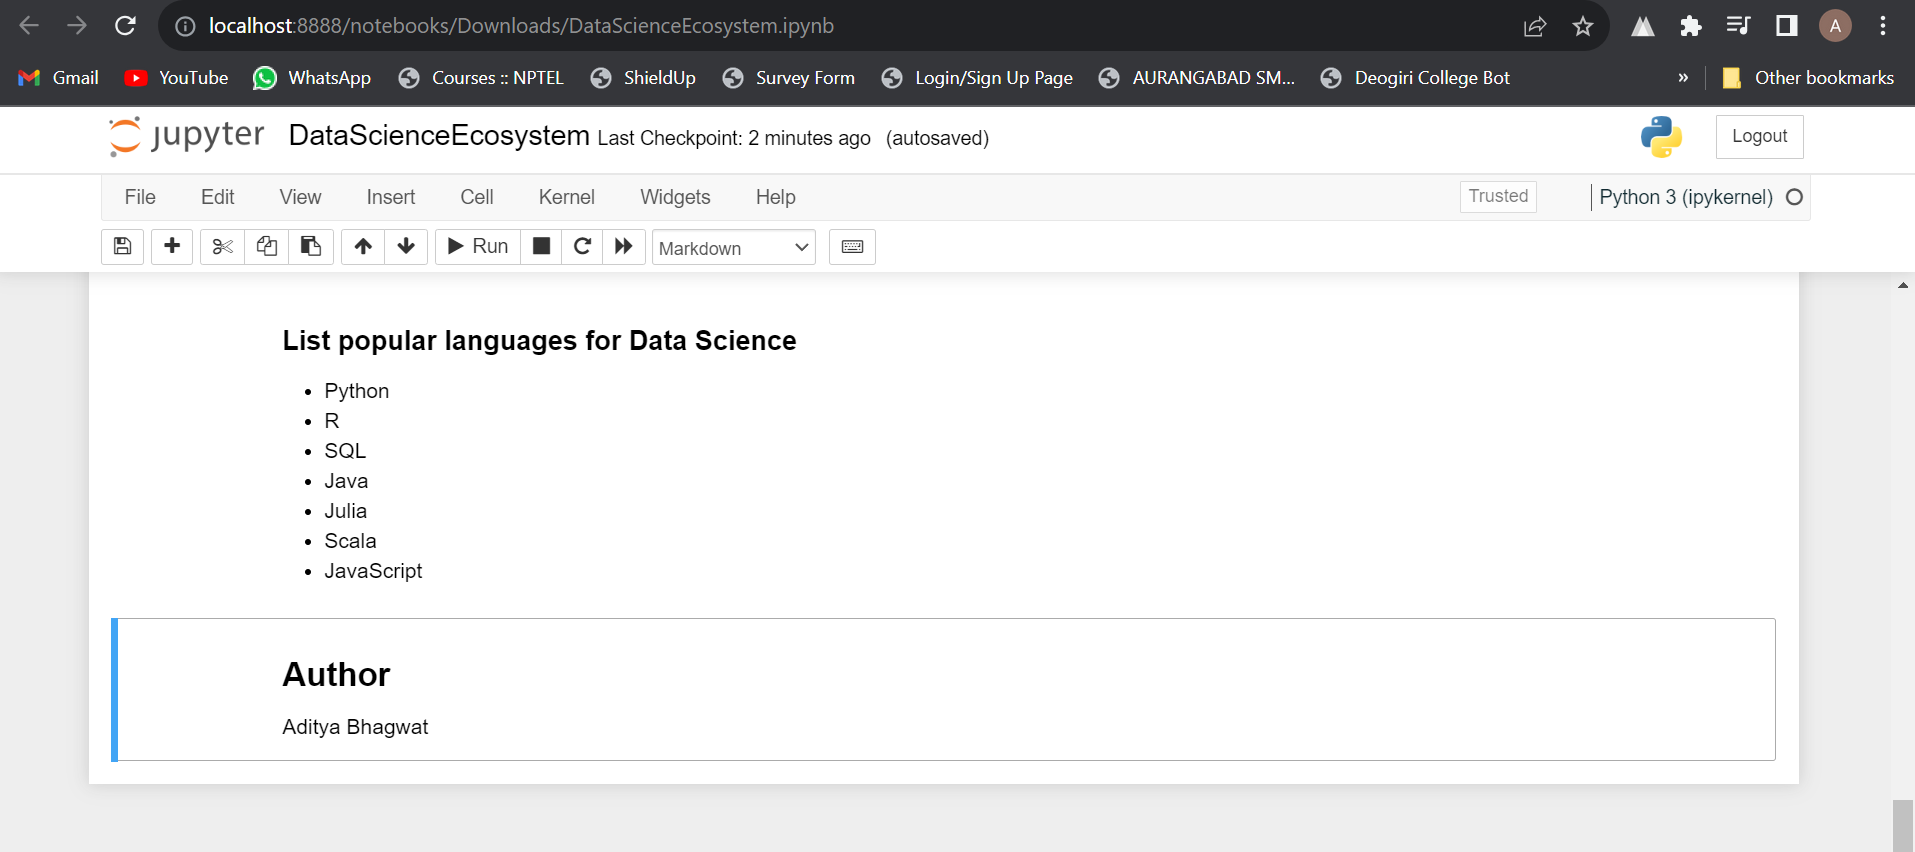 localhost:8888/notebooks/Downloads/DataScienceEcosystem.ipynb A
Gmail YouTube WhatsApp Courses :: NPTEL ShieldUp Survey Form Login/Sign Up Page AURANGABAD SM... Deogiri College Bot » Other bookmarks
jupyter DataScienceEcosystem Last Checkpoint: 2 minutes ago (autosaved) Logout
File Edit View Insert Cell Kernel Widgets Help Trusted Python 3 (ipykernel)
Run Markdown
List popular languages for Data Science
• Python
• R
• SQL
• Java
• Julia
• Scala
• JavaScript
Author
Aditya Bhagwat